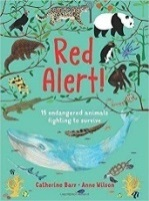 Red
Alert!
15 endangered animals
fighting to survive
Catherine Barr · Anne Wilson